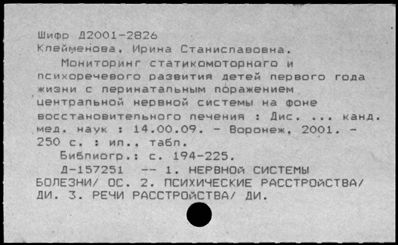 Шифр Д2001-2826
Клейменова, Ирина Станиславовна.
Мониторинг статикомоторного и
психоречевого развития детей первого года
жизни с перинатальным поражением
центральной нервной системы на фоне
восстановительного лечения : Дис. ... канд.
мед. наук : 14.00.09. - Воронеж, 2001. -
250 с. : ил., табл.
Библиогр.: с. 194-225.
Д-157251 -- 1. НЕРВНОЙ СИСТЕМЫ
БОЛЕЗНИ/ ОС. 2. ПСИХИЧЕСКИЕ РАССТРОЙСТВА/
ДИ. 3. РЕЧИ РАССТРОЙСТВА/ ДИ.